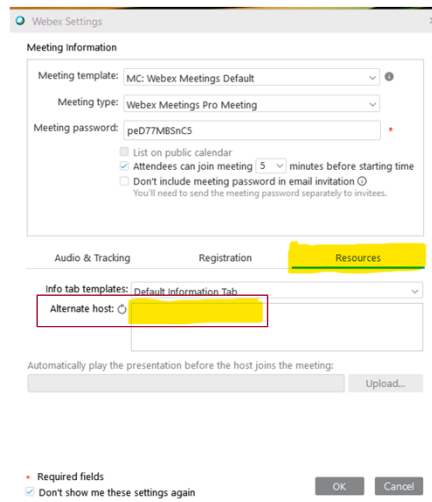 Webex Settings
Meeting Information
Meeting template: MC: Webex Meetings Default
Meeting type: Webex Meetings Pro Meeting
Meeting password: peD77MBSnC5 *
List on public calendar
Attendees can join meeting 5 minutes before starting time
Don't include meeting password in email invitation
You'll need to send the meeting password separately to invitees.
Audio & Tracking Registration Resources
Info tab templates: Default Information Tab
Alternate host:
Automatically play the presentation before the host joins the meeting:
Upload...
* Required fields
Don't show me these settings again
OK Cancel